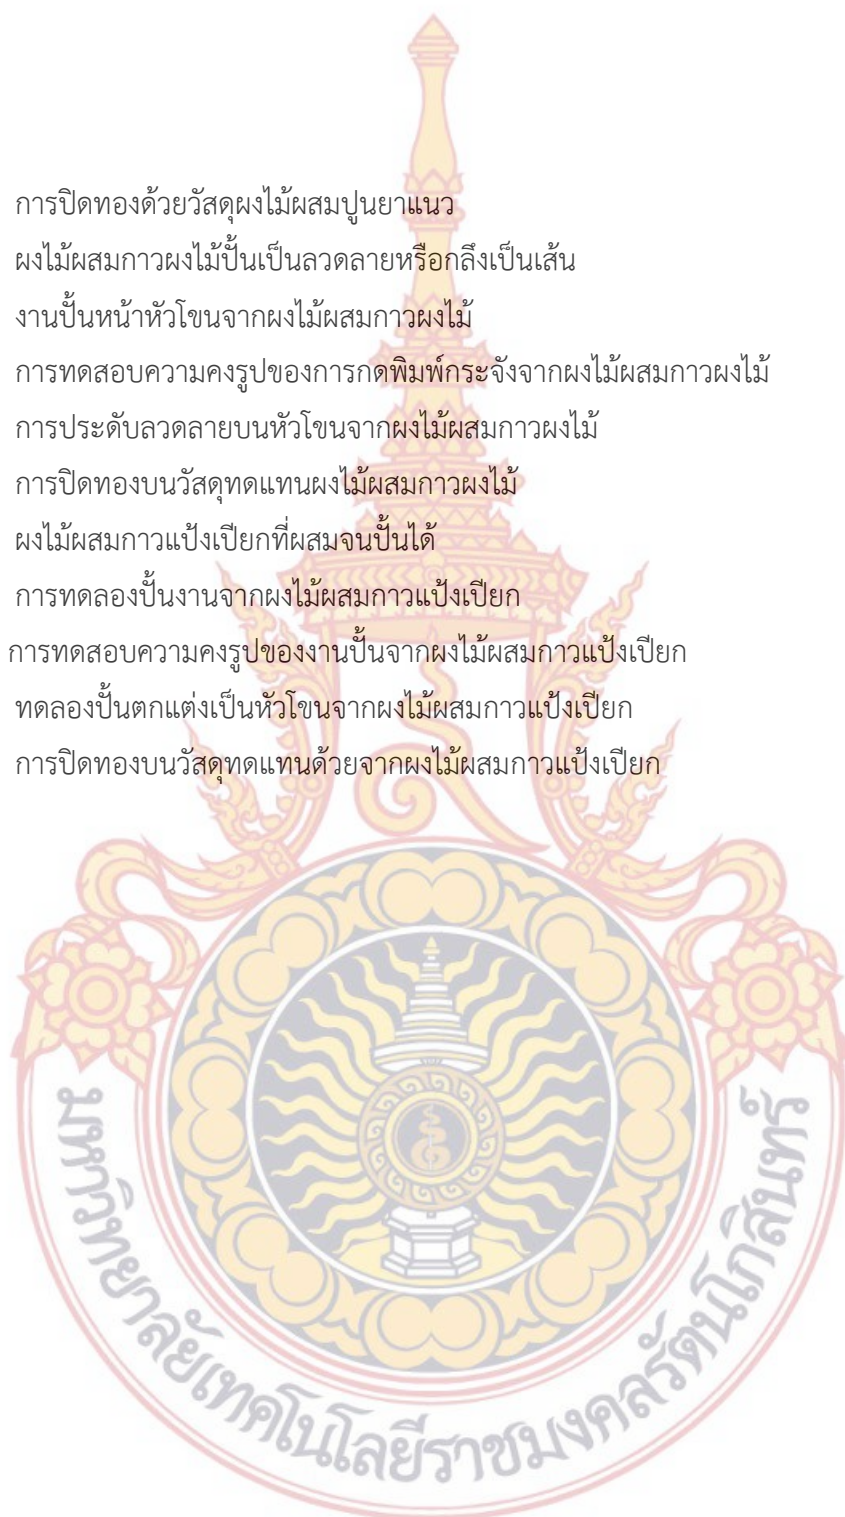 การปิดทองด้วยวัสดุผงไม้ผสมปูนยาแนว
ผงไม้ผสมกาวผงไม้ปั้นเป็นลวดลายหรือกลึงเป็นเส้น
งานปั้นหน้าหัวโขนจากผงไม้ผสมกาวผงไม้
การทดสอบความคงรูปของการกดพิมพ์กระจังจากผงไม้ผสมกาวผงไม้
การประดับลวดลายบนหัวโขนจากผงไม้ผสมกาวผงไม้
การปิดทองบนวัสดุทดแทนผงไม้ผสมกาวผงไม้
ผงไม้ผสมกาวแป้งเปียกที่ผสมจนปั้นได้
การทดลองปั้นงานจากผงไม้ผสมกาวแป้งเปียก
การทดสอบความคงรูปของงานปั้นจากผงไม้ผสมกาวแป้งเปียก
ทดลองปั้นตกแต่งเป็นหัวโขนจากผงไม้ผสมกาวแป้งเปียก
การปิดทองบนวัสดุทดแทนด้วยจากผงไม้ผสมกาวแป้งเปียก
มหาวิทยาลัยเทคโนโลยีราชมงคลรัตนโกสินทร์